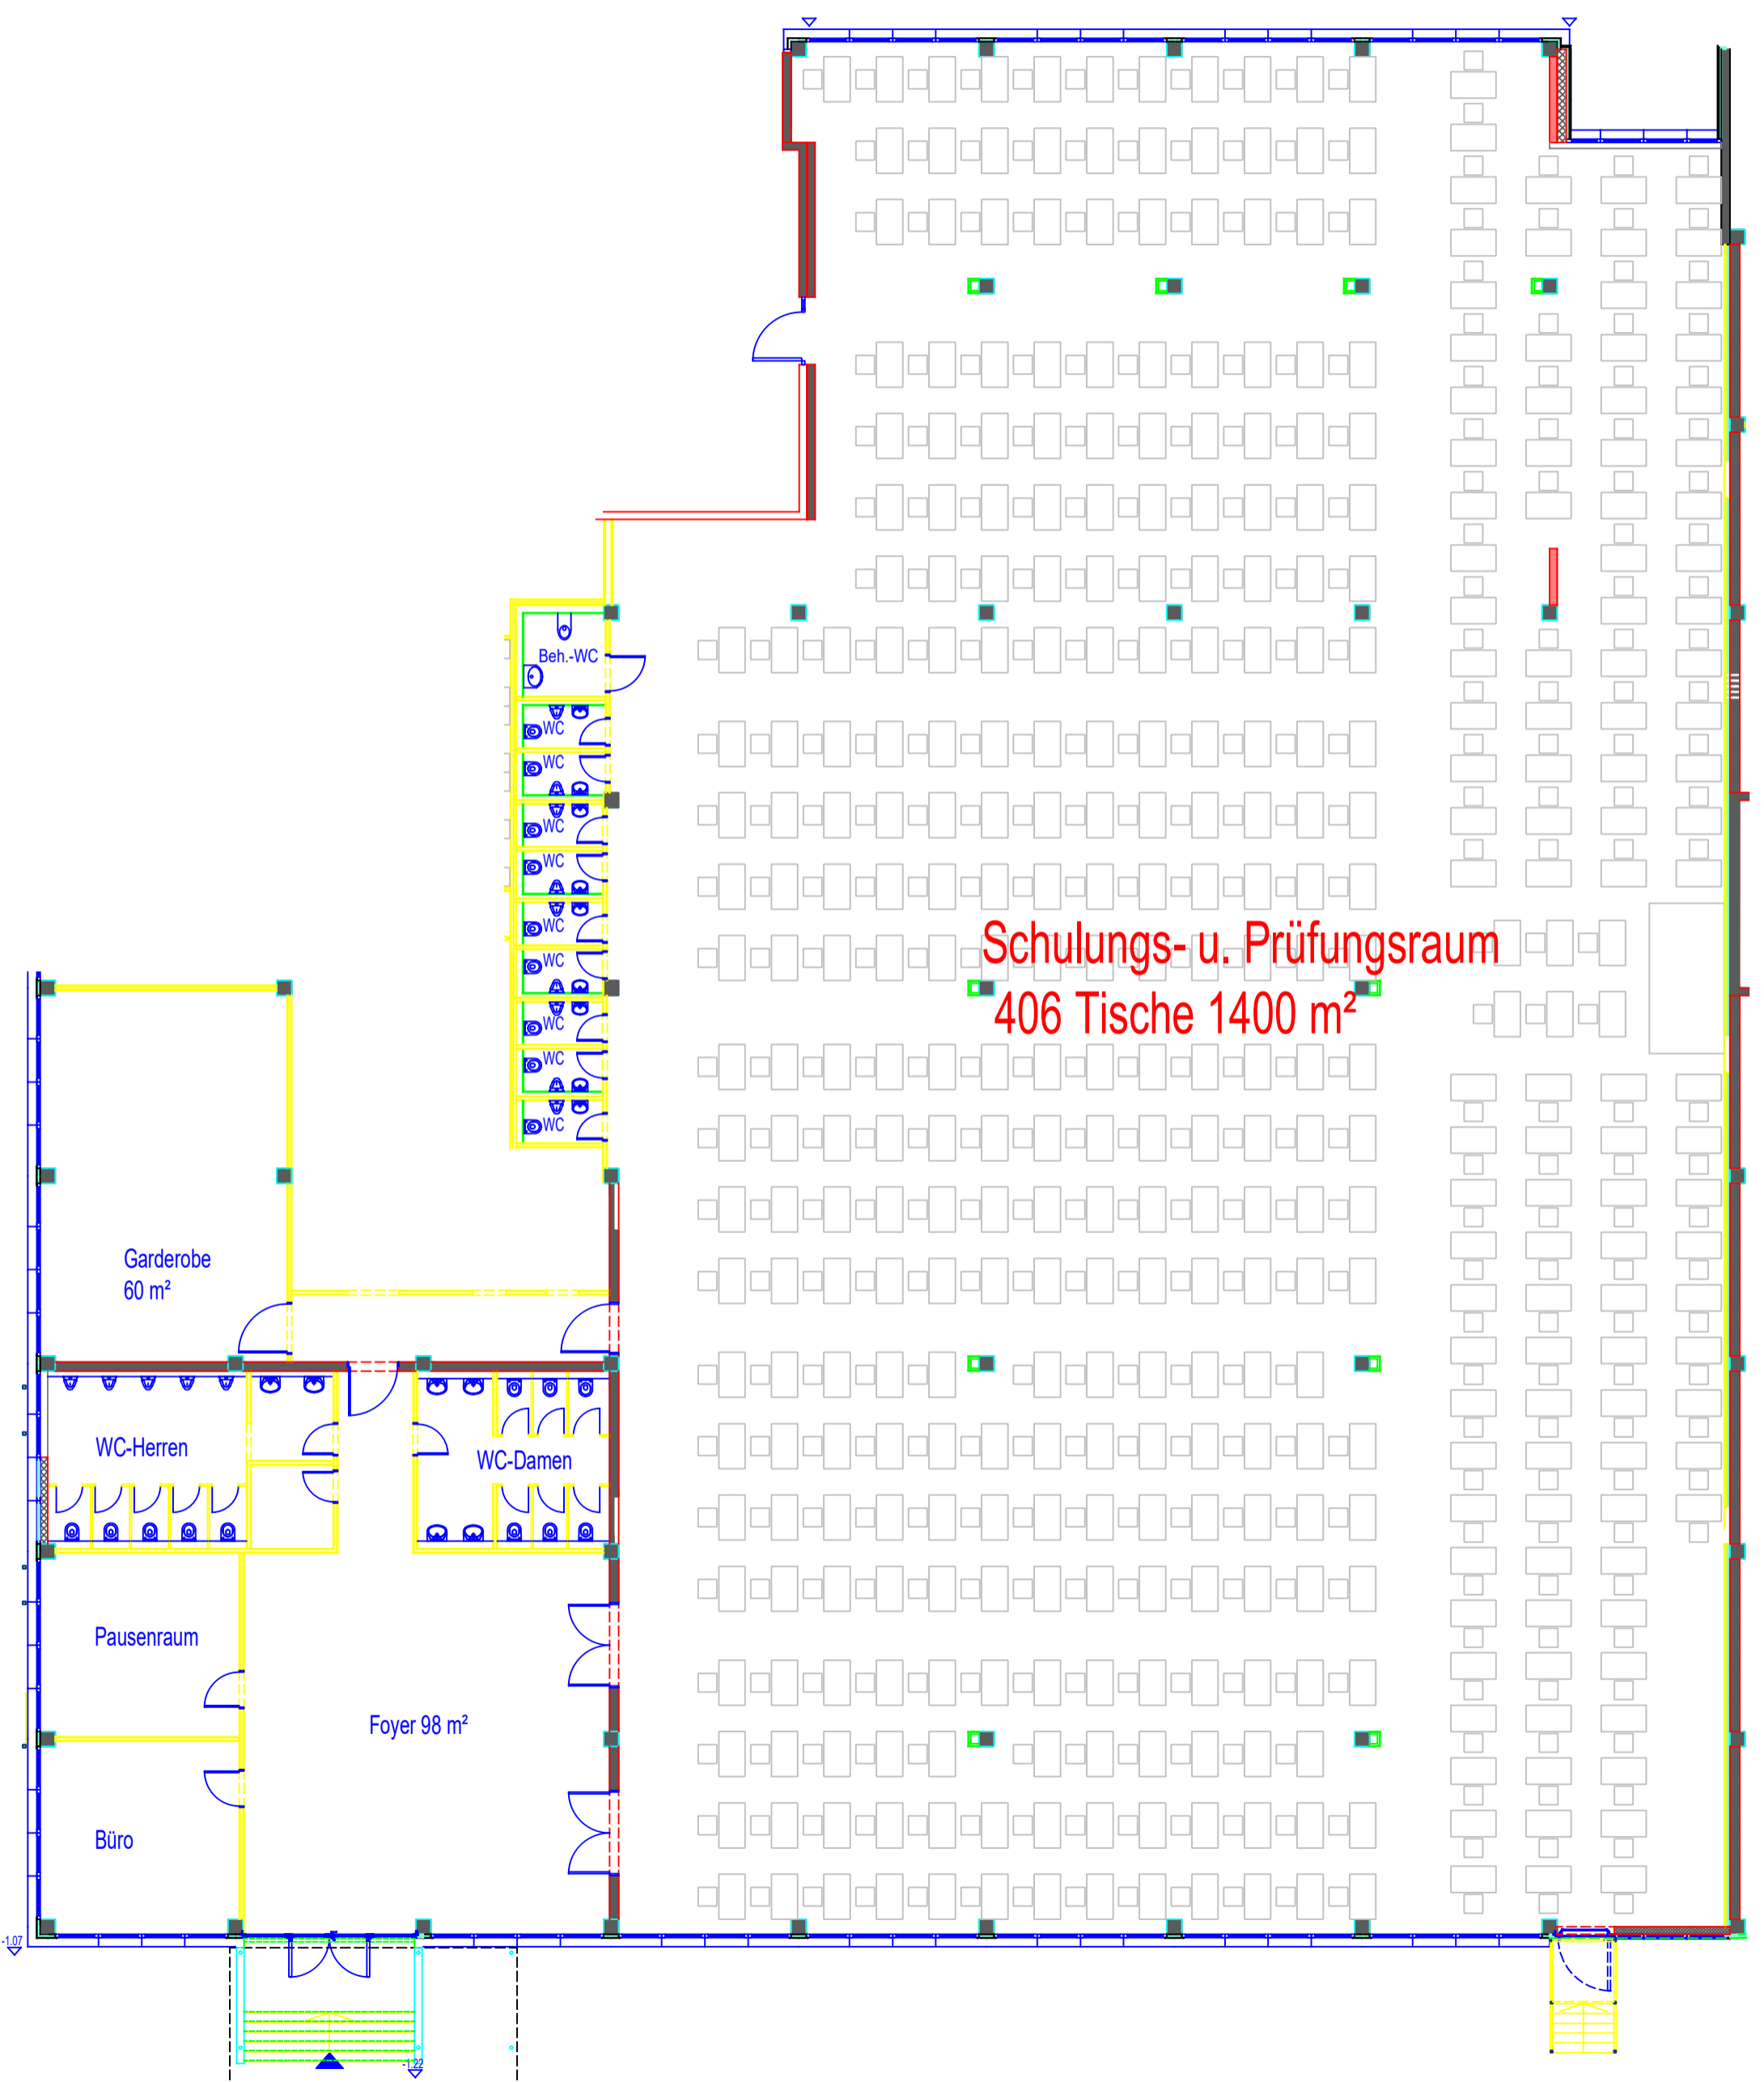 Beh.-WC
WC
WC
WC
WC
WC
WC
WC
WC
WC
Schulungs- u. Prüfungsraum
406 Tische 1400 m²
Garderobe
60 m²
WC-Herren
WC-Damen
Pausenraum
Foyer 98 m²
Büro
-1.07
-1.22